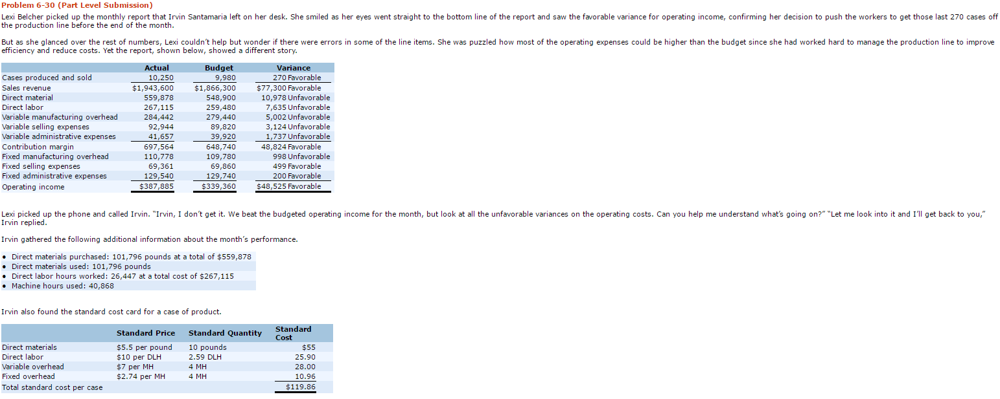 Problem 6-30 (Part Level Submission)
Lexi Belcher picked up the monthly report that Irvin Santamaria left on her desk. She smiled as her eyes went straight to the bottom line of the report and saw the favorable variance for operating income, confirming her decision to push the workers to get those last 270 cases off
the production line before the end of the month.
But as she glanced over the rest of numbers, Lexi couldn't help but wonder if there were errors in some of the line items. She was puzzled how most of the operating expenses could be higher than the budget since she had worked hard to manage the production line to improve
efficiency and reduce costs. Yet the report, shown below, showed a different story.
Actual Budget Variance
Cases produced and sold 10,250 9,980 270 Favorable
Sales revenue $1,943,600 $1,866,300 $77,300 Favorable
Direct material 559,878 548,900 10,978 Unfavorable
Direct labor 267,115 259,480 7,635 Unfavorable
Variable manufacturing overhead 284,442 279,440 5,002 Unfavorable
Variable selling expenses 92,944 89,820 3,124 Unfavorable
Variable administrative expenses 41,657 39,920 1,737 Unfavorable
Contribution margin 697,564 648,740 48,824 Favorable
Fixed manufacturing overhead 110,778 109,780 998 Unfavorable
Fixed selling expenses 69,361 69,860 499 Favorable
Fixed administrative expenses 129,540 129,740 200 Favorable
Operating income $387,885 $339,360 $48,525 Favorable
Lexi picked up the phone and called Irvin. "Irvin, I don't get it. We beat the budgeted operating income for the month, but look at all the unfavorable variances on the operating costs. Can you help me understand what's going on?" "Let me look into it and I'll get back to you,"
Irvin replied.
Irvin gathered the following additional information about the month's performance.
• Direct materials purchased: 101,796 pounds at a total of $559,878
• Direct materials used: 101,796 pounds
• Direct labor hours worked: 26,447 at a total cost of $267,115
• Machine hours used: 40,868
Irvin also found the standard cost card for a case of product.
Standard Price Standard Quantity Standard
Cost
Direct materials $5.5 per pound 10 pounds $55
Direct labor $10 per DLH 2.59 DLH 25.90
Variable overhead $7 per MH 4 MH 28.00
Fixed overhead $2.74 per MH 4 MH 10.96
Total standard cost per case $119.86